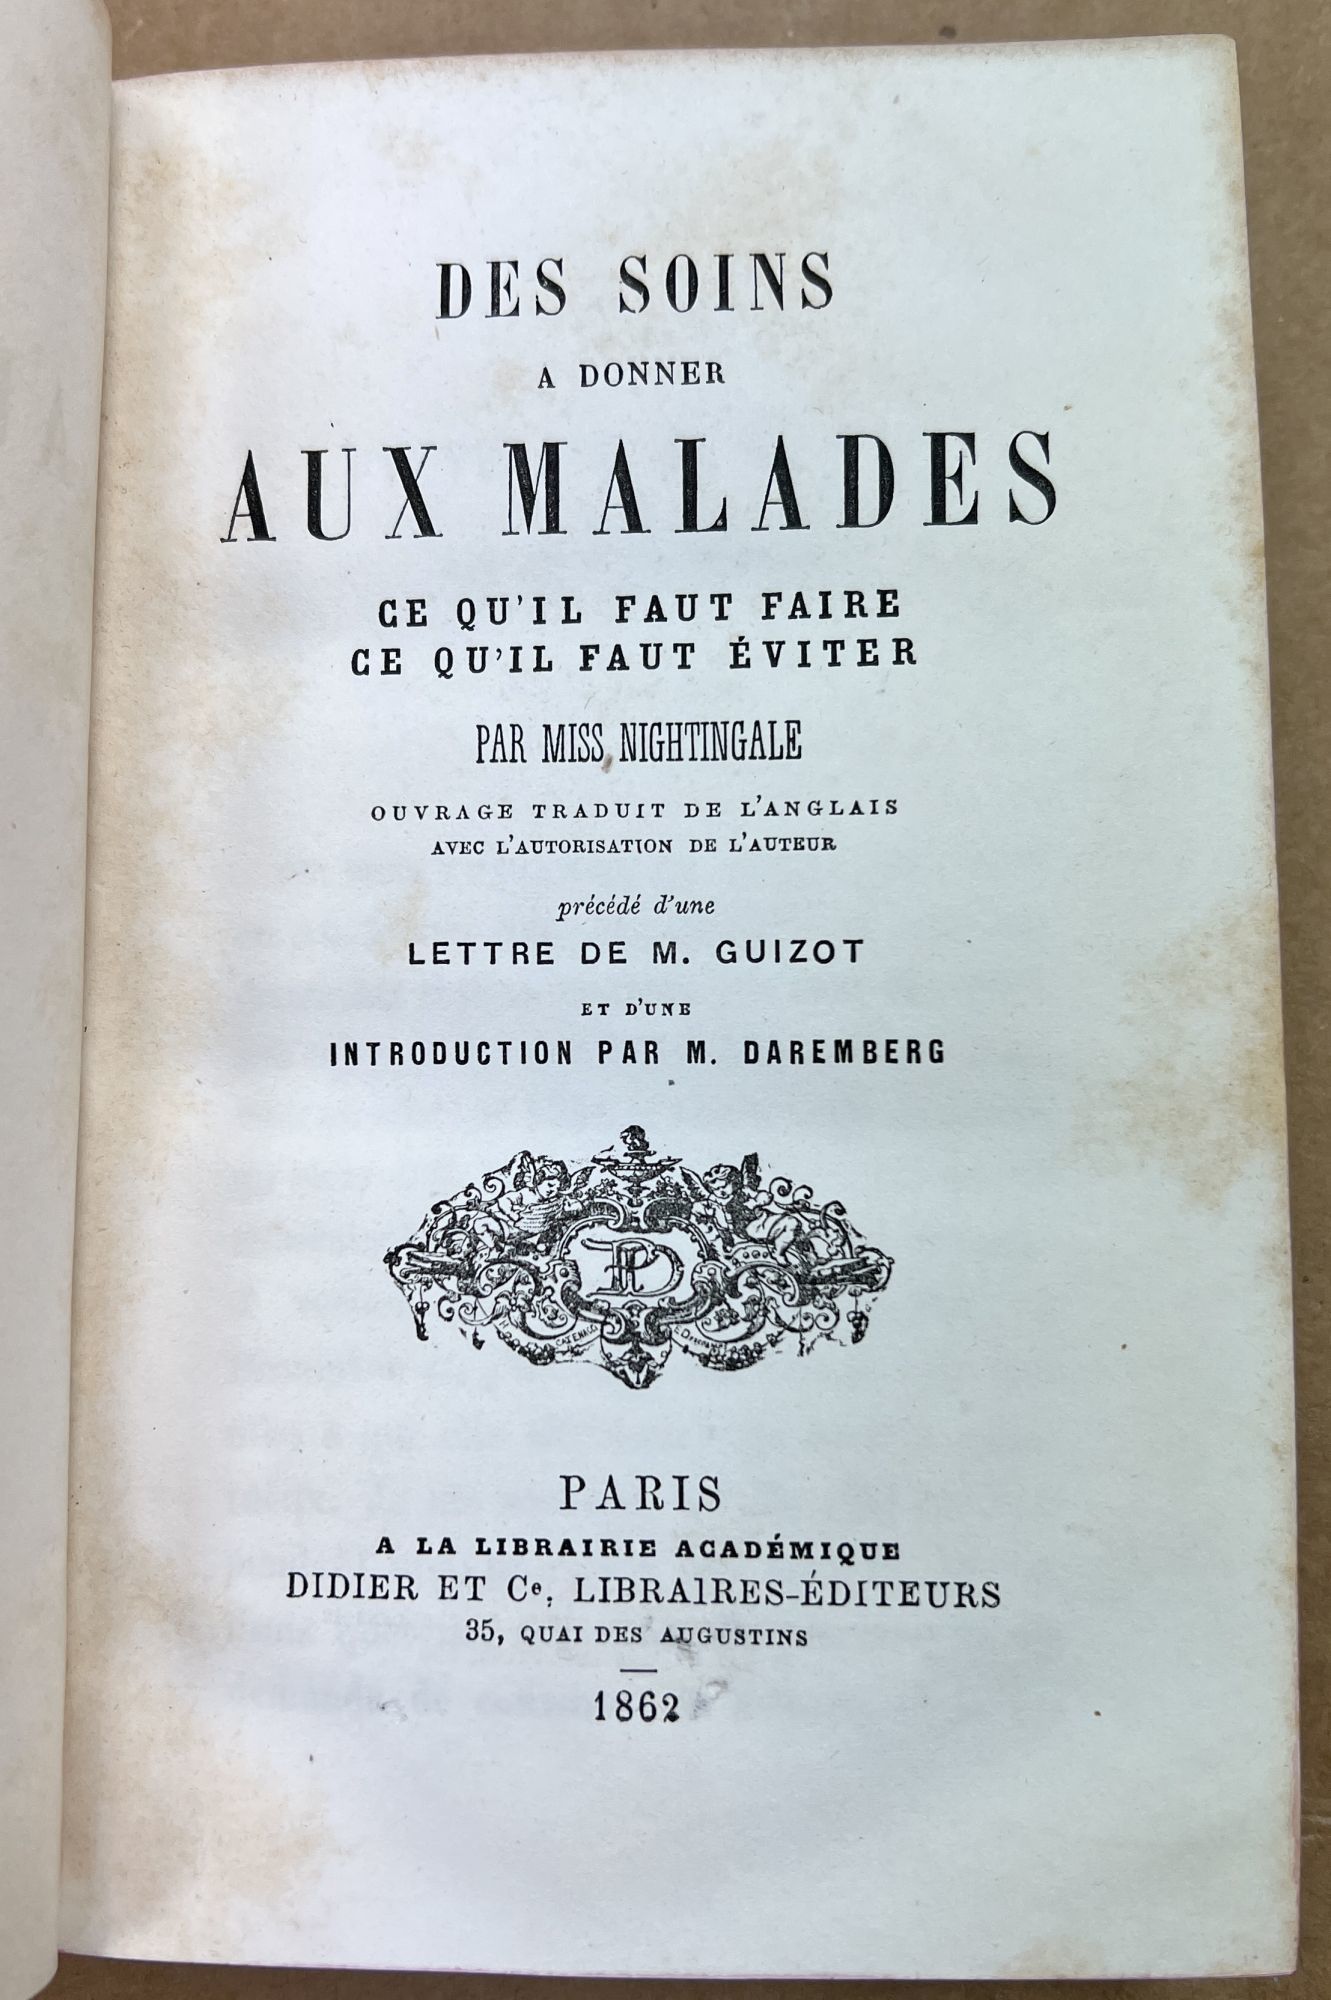 DES SOINS
A DONNER
AUX MALADES
CE QU'IL FAUT FAIRE
CE QU'IL FAUT ÉVITER
PAR MISS NIGHTINGALE
OUVRAGE TRADUIT DE L'ANGLAIS
AVEC L'AUTORISATION DE L'AUTEUR
précédé d'une
LETTRE DE M. GUIZOT
ET D'UNE
INTRODUCTION PAR M. DAREMBERG
CATENACCI
PARIS
A LA LIBRAIRIE ACADÉMIQUE
DIDIER ET Cᵉ, LIBRAIRES-ÉDITEURS
35, QUAI DES AUGUSTINS
1862